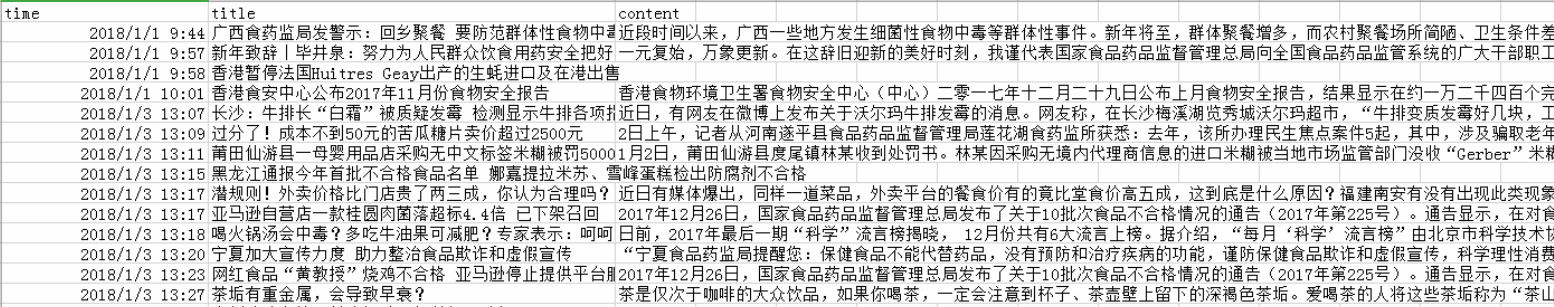 time title content
2018/1/1 9:44 广西食药监局发警示：回乡聚餐 要防范群体性食物中毒 近段时间以来，广西一些地方发生细菌性食物中毒等群体性事件。新年将至，群体聚餐增多，而农村聚餐场所简陋、卫生条件差
2018/1/1 9:57 新年致辞｜毕井泉：努力为人民群众饮食用药安全把好 一元复始，万象更新。在这辞旧迎新的美好时刻，我谨代表国家食品药品监督管理总局向全国食品药品监管系统的广大干部职工
2018/1/1 9:58 香港暂停法国Huitres Geay出产的生蚝进口及在港出售
2018/1/1 10:01 香港食安中心公布2017年11月份食物安全报告 香港食物环境卫生署食物安全中心（中心）二零一七年十二月二十九日公布上月食物安全报告，结果显示在约一万二千四百个完
2018/1/3 13:07 长沙：牛排长“白霜”被质疑发霉 检测显示牛排各项指 近日，有网友在微博上发布关于沃尔玛牛排发霉的消息。网友称，在长沙梅溪湖览秀城沃尔玛超市，“牛排变质发霉好几块，工
2018/1/3 13:09 过分了！成本不到50元的苦瓜糖片卖价超过2500元 2日上午，记者从河南遂平县食品药品监督管理局莲花湖食药监所获悉：去年，该所办理民生焦点案件5起，其中，涉及骗取老年
2018/1/3 13:11 莆田仙游县一母婴用品店采购无中文标签米糊被罚5000 1月2日，莆田仙游县度尾镇林某收到处罚书。林某因采购无境内代理商信息的进口米糊被当地市场监管部门没收“Gerber”米糊
2018/1/3 13:15 黑龙江通报今年首批不合格食品名单 娜嘉提拉米苏、雪峰蛋糕检出防腐剂不合格
2018/1/3 13:17 潜规则！外卖价格比门店贵了两三成，你认为合理吗？ 近日有媒体爆出，同样一道菜品，外卖平台的餐食价有的竟比堂食价高五成，这到底是什么原因？福建南安有没有出现此类现象
2018/1/3 13:17 亚马逊自营店一款桂圆肉菌落超标4.4倍 已下架召回 2017年12月26日，国家食品药品监督管理总局发布了关于10批次食品不合格情况的通告（2017年第225号）。通告显示，在对食
2018/1/3 13:18 喝火锅汤会中毒？多吃牛油果可减肥？专家表示：呵呵 日前，2017年最后一期“科学”流言榜揭晓， 12月份共有6大流言上榜。据介绍，“每月‘科学’流言榜”由北京市科学技术协
2018/1/3 13:20 宁夏加大宣传力度 助力整治食品欺诈和虚假宣传 “宁夏食品药监局提醒您：保健食品不能代替药品，没有预防和治疗疾病的功能，谨防保健食品欺诈和虚假宣传，科学理性消费
2018/1/3 13:23 网红食品“黄教授”烧鸡不合格 亚马逊停止提供平台服 2017年12月26日，国家食品药品监督管理总局发布了关于10批次食品不合格情况的通告（2017年第225号）。通告显示，在对食
2018/1/3 13:27 茶垢有重金属，会导致早衰？ 茶是仅次于咖啡的大众饮品，如果你喝茶，一定会注意到杯子、茶壶壁上留下的深褐色茶垢。爱喝茶的人将这些茶垢称为“茶山